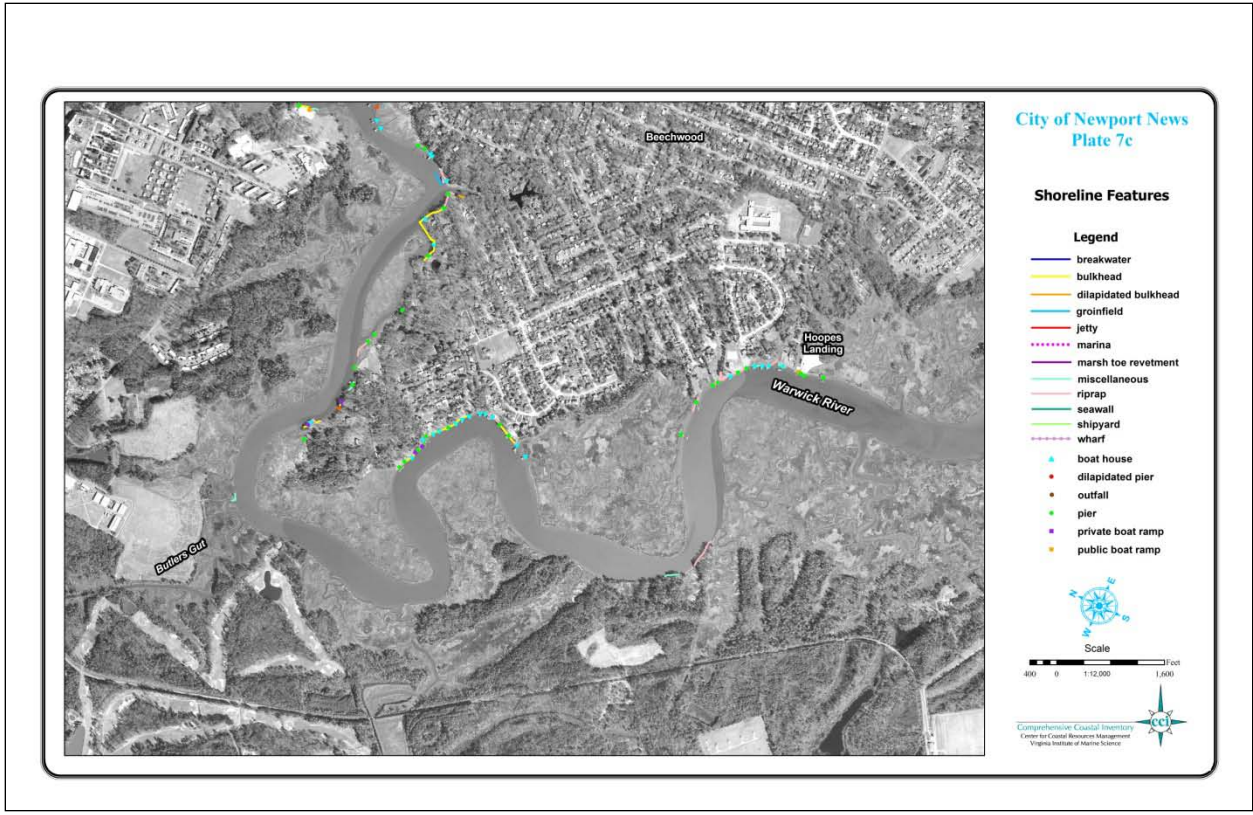 City of Newport News
Plate 7c
Shoreline Features
Legend
breakwater
bulkhead
dilapidated bulkhead
groinfield
jetty
marina
marsh toe revetment
miscellaneous
riprap
seawall
shipyard
wharf
boat house
dilapidated pier
outfall
pier
private boat ramp
public boat ramp
N
E
W
S
Scale
Feet
400 0 1:12,000 1,600
Comprehensive Coastal Inventory
Center for Coastal Resources Management
Virginia Institute of Marine Science
cci
Beechwood
Hoopes
Landing
Warwick River
Butlers Gut